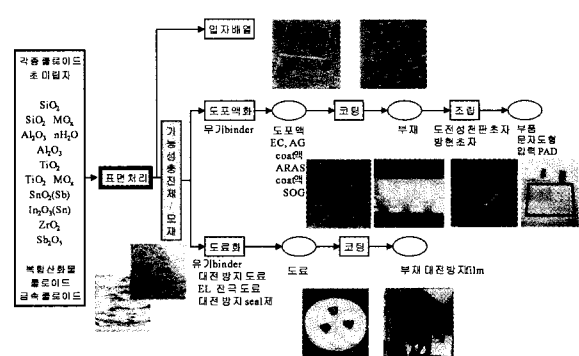 각종콜로이드
초미립자
SiO₂
SiO₂ MOₓ
Al₂O₃ nH₂O
Al₂O₃
TiO₂
TiO₂ MOₓ
SnO₂(Sb)
In₂O₃(Sn)
ZrO₂
Sb₂O₅
복합산화물
콜로이드
금속콜로이드
표면처리
기능성충진제/모재
입자배열
도포액화
무기binder
도포액
EC, AG
coat액
ARAS
coat액
SOG
코팅
부재
조립
도전성전판초자
방현초자
부품
문자도형
입력PAD
도료화
유기binder
대전방지도료
EL 전극도료
대전방지seal제
도료
코팅
부재 대전방지film